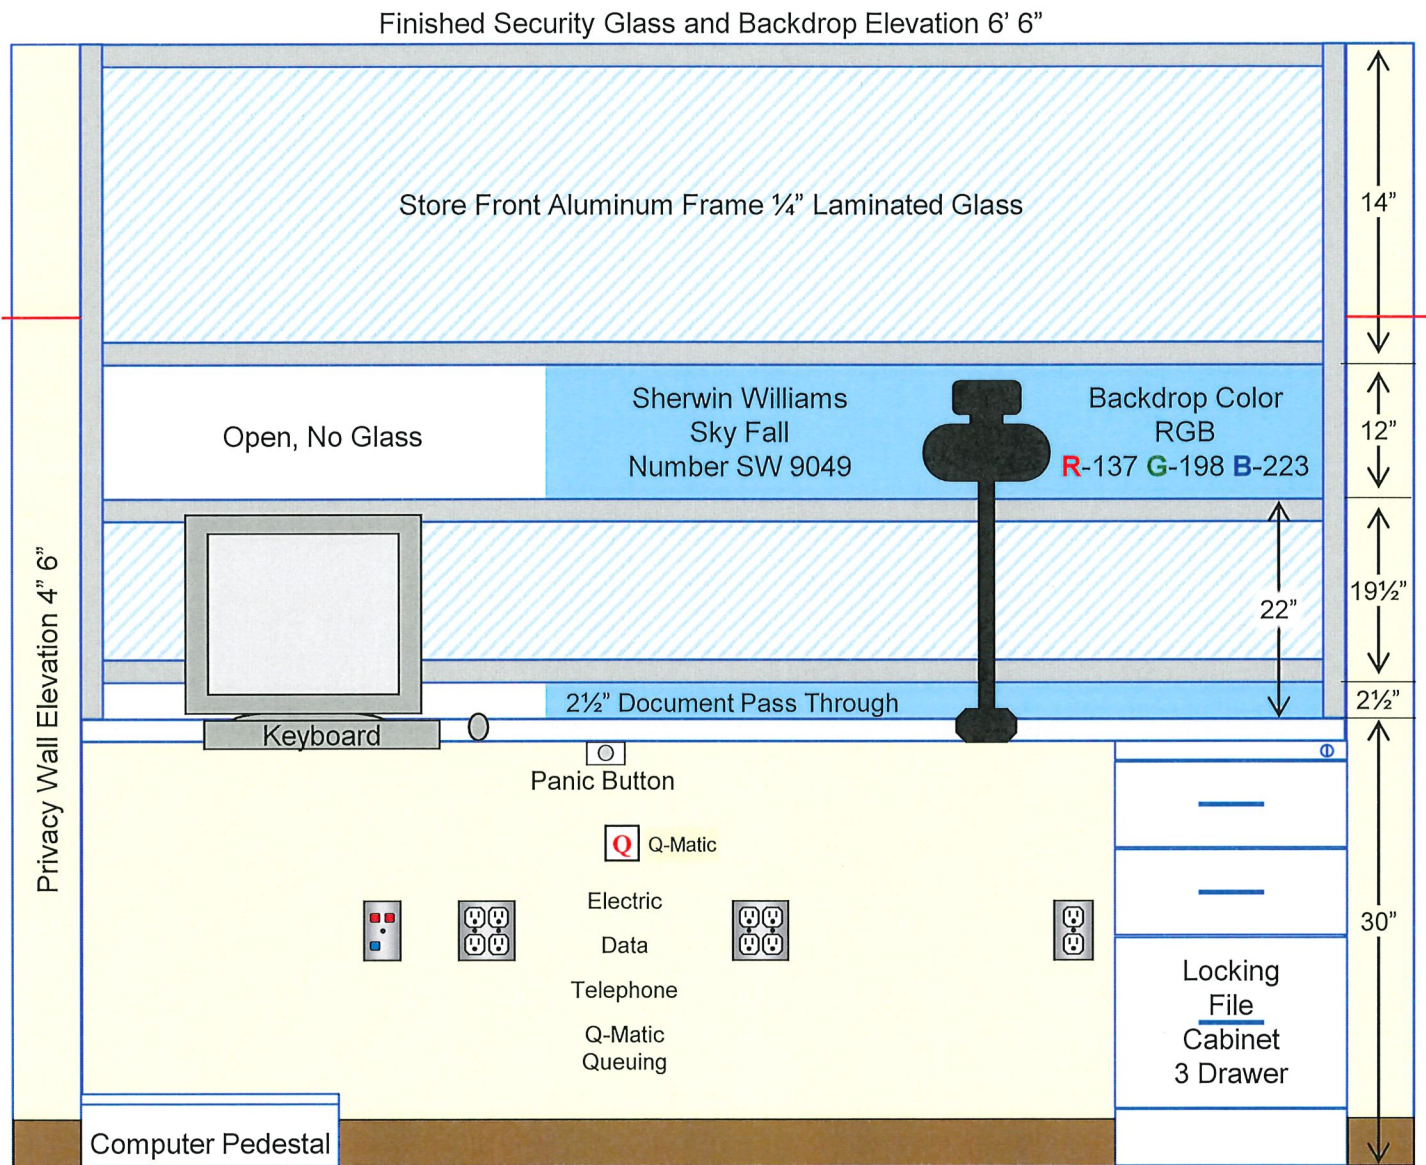 Finished Security Glass and Backdrop Elevation 6’ 6”
Store Front Aluminum Frame ¼” Laminated Glass
14”
Open, No Glass
Sherwin Williams
Sky Fall
Number SW 9049
Backdrop Color
RGB
R-137 G-198 B-223
12”
19½”
22”
2½” Document Pass Through
2½”
Privacy Wall Elevation 4” 6”
Keyboard
Panic Button
Q Q-Matic
Electric
Data
Telephone
Q-Matic
Queuing
30”
Locking
File
Cabinet
3 Drawer
Computer Pedestal